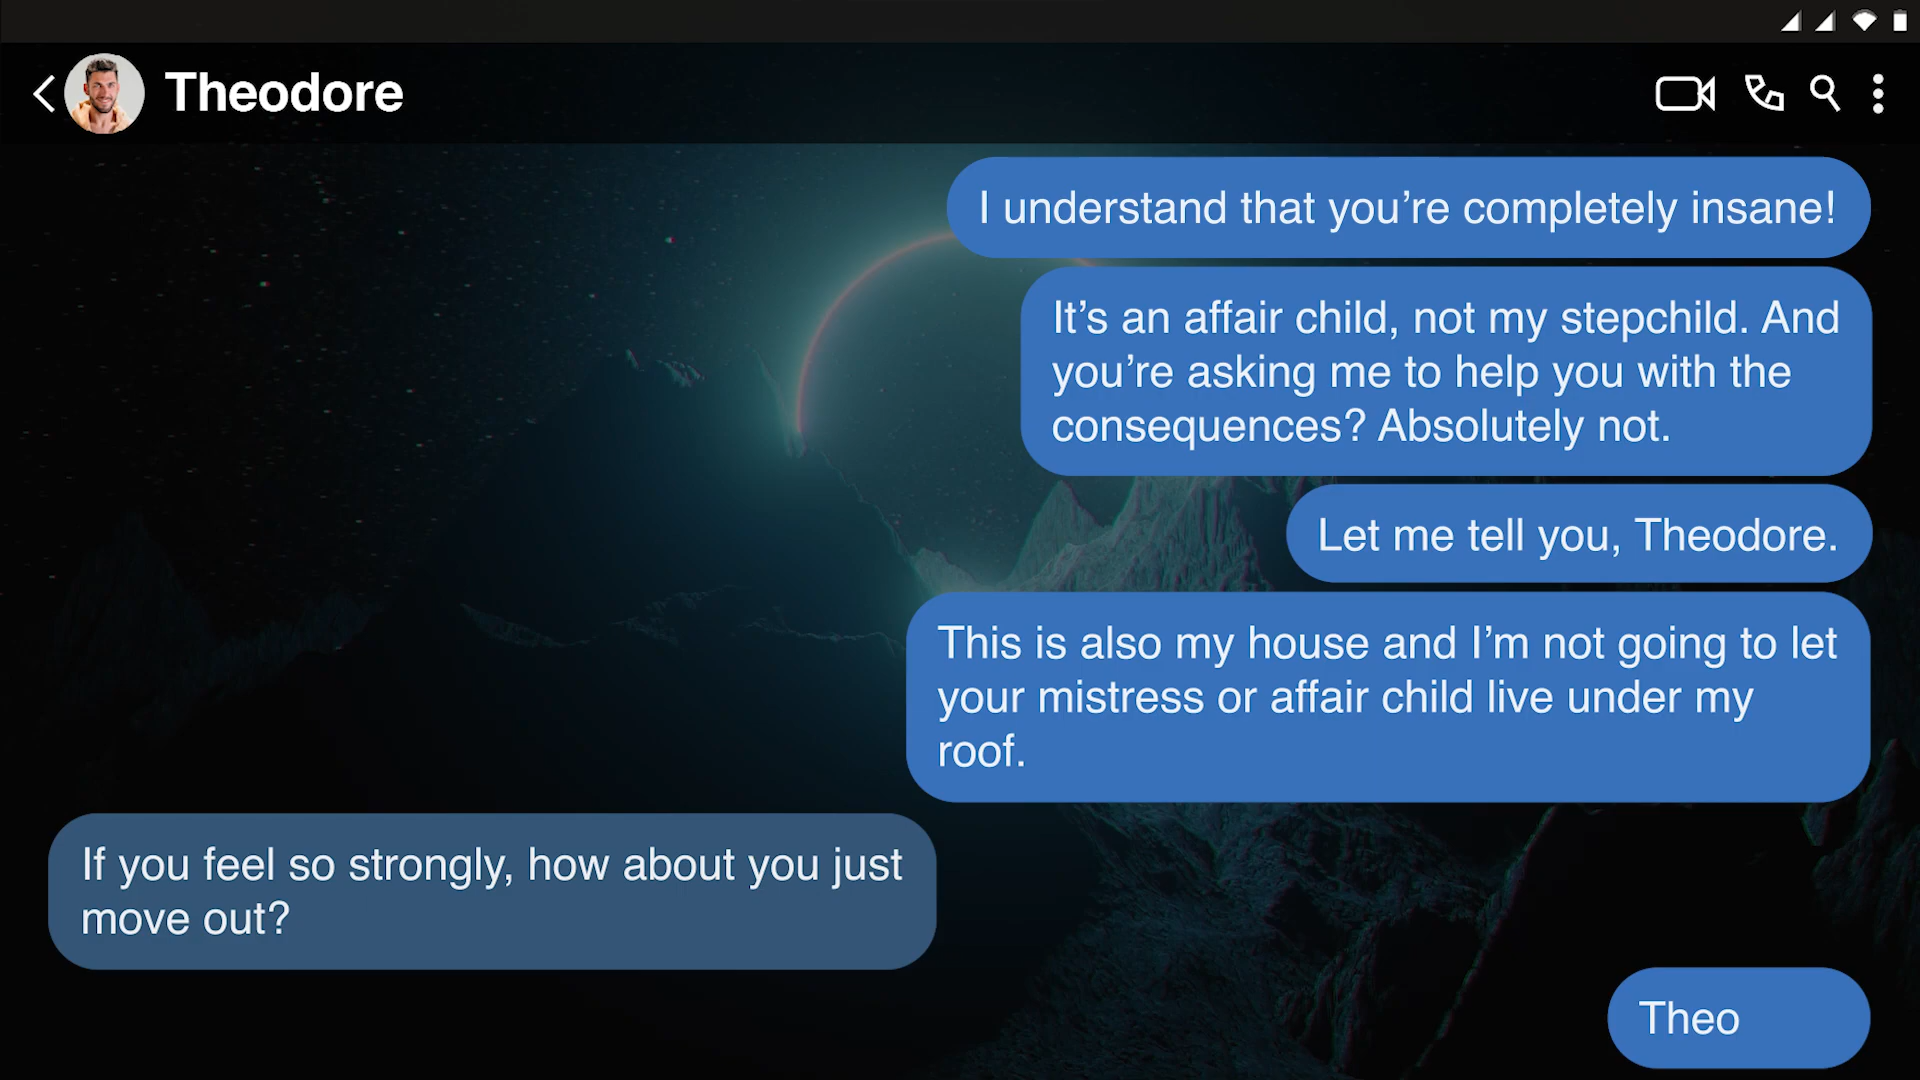 Theodore
I understand that you’re completely insane!
It’s an affair child, not my stepchild. And
you’re asking me to help you with the
consequences? Absolutely not.
Let me tell you, Theodore.
This is also my house and I’m not going to let
your mistress or affair child live under my
roof.
If you feel so strongly, how about you just
move out?
Theo